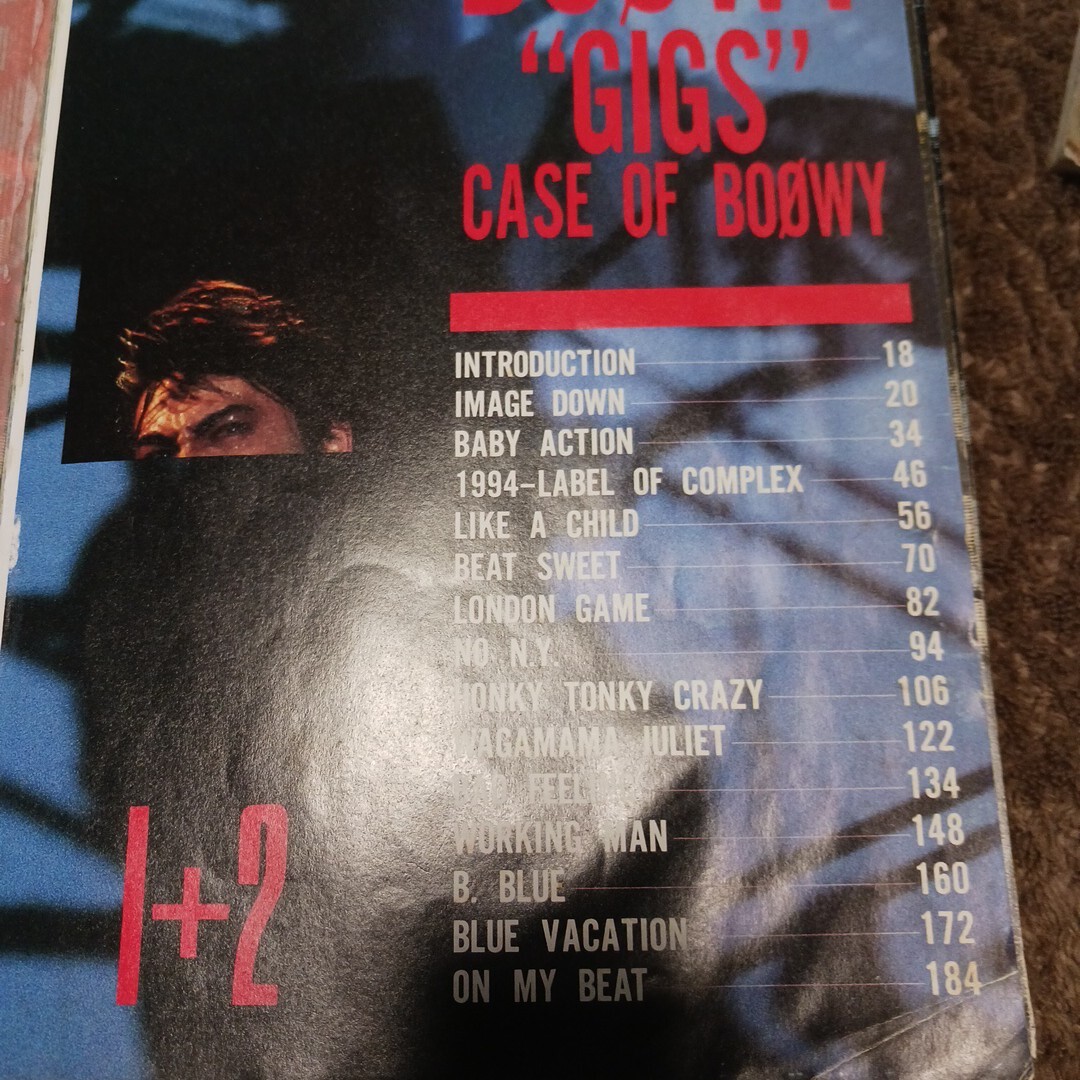 BOØWY
“GIGS”
CASE OF BOØWY
INTRODUCTION 18
IMAGE DOWN 20
BABY ACTION 34
1994-LABEL OF COMPLEX 46
LIKE A CHILD 56
BEAT SWEET 70
LONDON GAME 82
NO N.Y. 94
HONKY TONKY CRAZY 106
WAGAMAMA JULIET 122
FEEL 134
WORKING MAN 148
B. BLUE 160
BLUE VACATION 172
ON MY BEAT 184
1+2